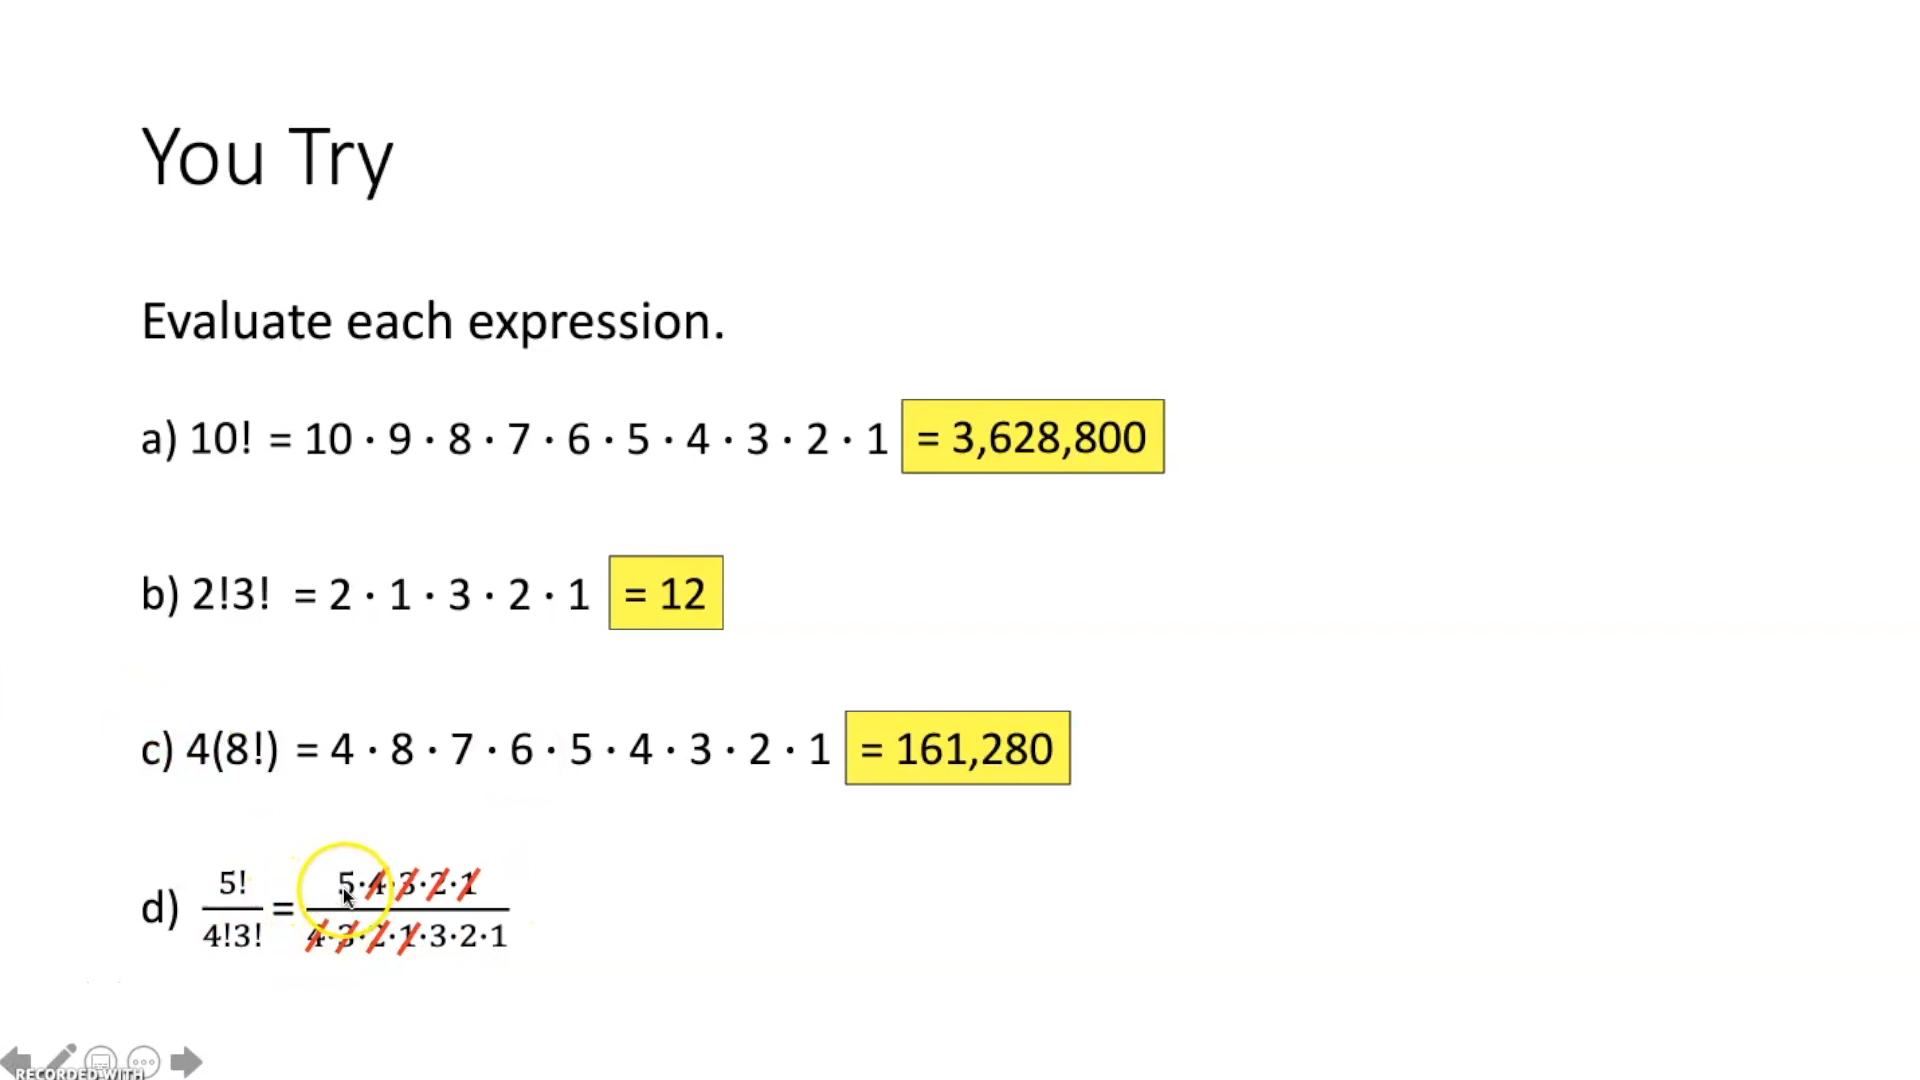 You Try
Evaluate each expression.
a) 10! = 10 · 9 · 8 · 7 · 6 · 5 · 4 · 3 · 2 · 1 = 3,628,800
b) 2!3! = 2 · 1 · 3 · 2 · 1 = 12
c) 4(8!) = 4 · 8 · 7 · 6 · 5 · 4 · 3 · 2 · 1 = 161,280
d) 5!/4!3! = 5·4·3·2·1/4·3·2·1·3·2·1
RECORDED WITH